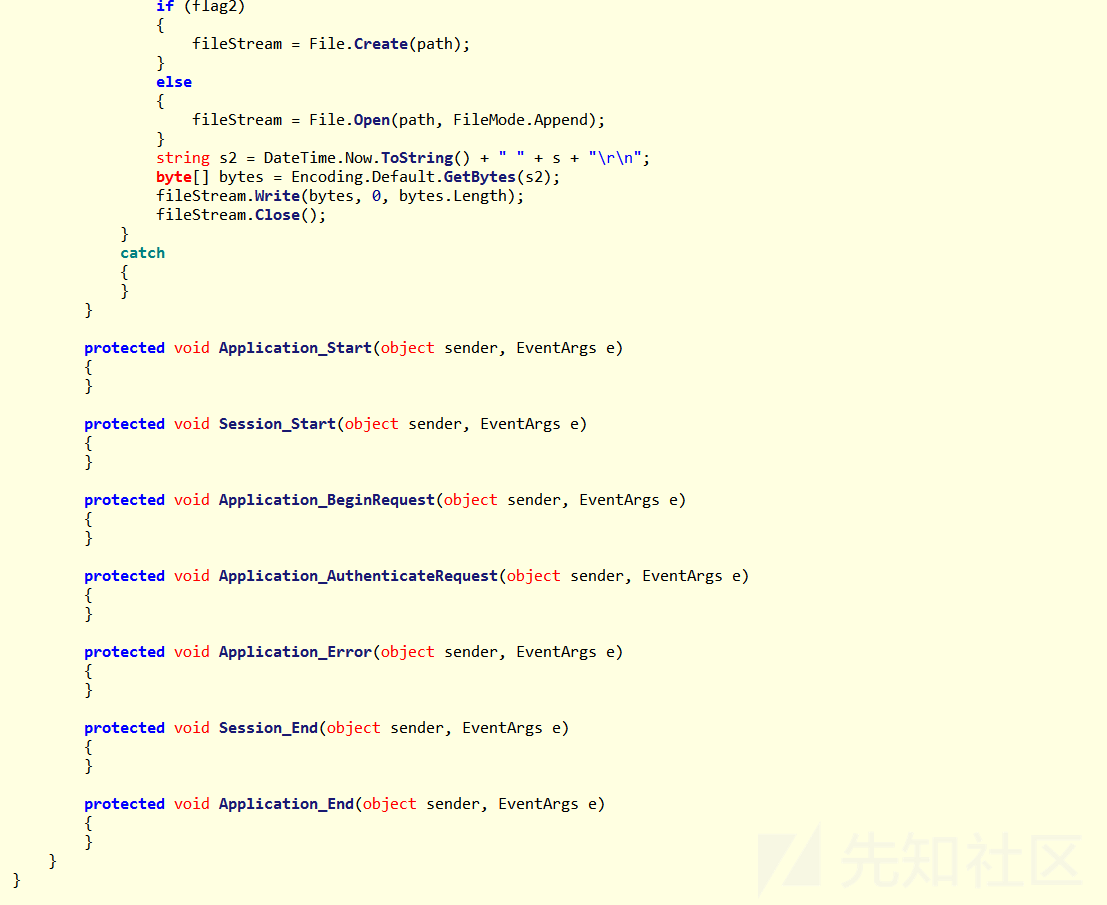 if (flag2)
{
fileStream = File.Create(path);
}
else
{
fileStream = File.Open(path, FileMode.Append);
}
string s2 = DateTime.Now.ToString() + " " + s + "\r\n";
byte[] bytes = Encoding.Default.GetBytes(s2);
fileStream.Write(bytes, 0, bytes.Length);
fileStream.Close();
}
catch
{
}
}
protected void Application_Start(object sender, EventArgs e)
{
}
protected void Session_Start(object sender, EventArgs e)
{
}
protected void Application_BeginRequest(object sender, EventArgs e)
{
}
protected void Application_AuthenticateRequest(object sender, EventArgs e)
{
}
protected void Application_Error(object sender, EventArgs e)
{
}
protected void Session_End(object sender, EventArgs e)
{
}
protected void Application_End(object sender, EventArgs e)
{
}
}
}
先知社区